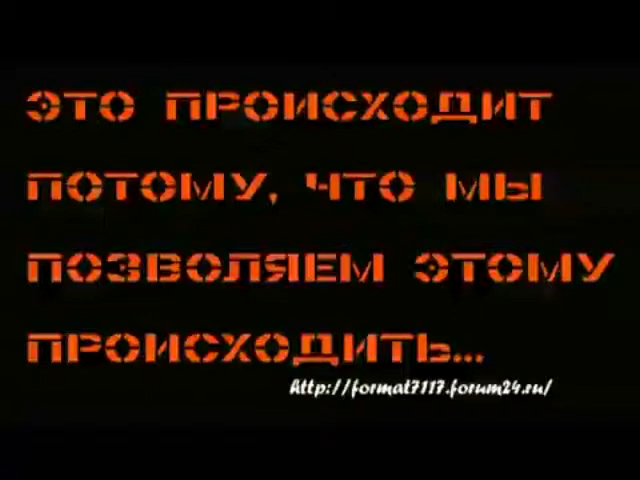 ЭТО ПРОИСХОДИТ
ПОТОМУ, ЧТО МЫ
ПОЗВОЛЯЕМ ЭТОМУ
ПРОИСХОДИТЬ...
http://format7117.forum24.ru/